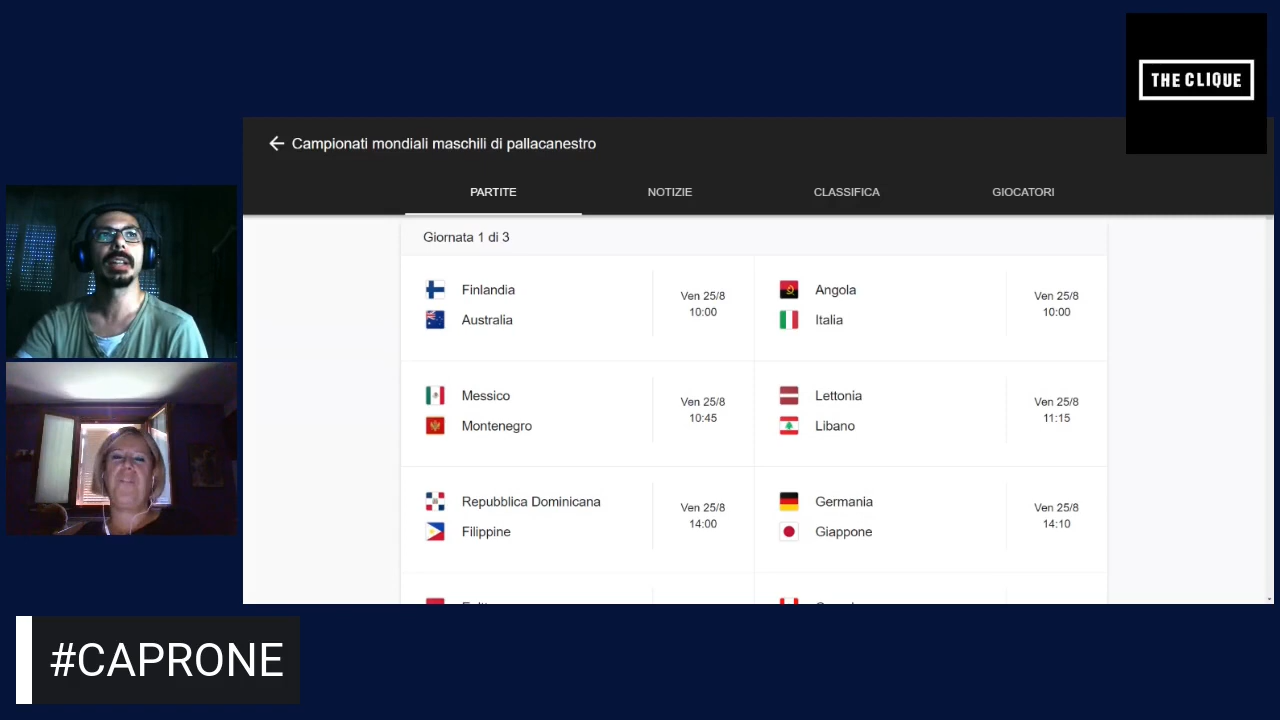 THE CLIQUE
Campionati mondiali maschili di pallacanestro
PARTITE
NOTIZIE
CLASSIFICA
GIOCATORI
Giornata 1 di 3
Finlandia
Australia
Ven 25/8
10:00
Angola
Italia
Ven 25/8
10:00
Messico
Montenegro
Ven 25/8
10:45
Lettonia
Libano
Ven 25/8
11:15
Repubblica Dominicana
Filippine
Ven 25/8
14:00
Germania
Giappone
Ven 25/8
14:10
#CAPRONE